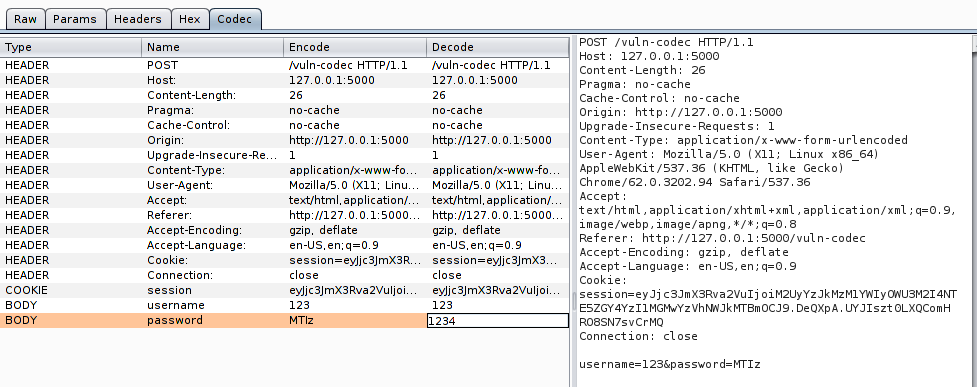 Raw Params Headers Hex Codec
Type Name Encode Decode
HEADER POST /vuln-codec HTTP/1.1 /vuln-codec HTTP/1.1
HEADER Host: 127.0.0.1:5000 127.0.0.1:5000
HEADER Content-Length: 26 26
HEADER Pragma: no-cache no-cache
HEADER Cache-Control: no-cache no-cache
HEADER Origin: http://127.0.0.1:5000 http://127.0.0.1:5000
HEADER Upgrade-Insecure-Re... 1 1
HEADER Content-Type: application/x-www-fo... application/x-www-fo...
HEADER User-Agent: Mozilla/5.0 (X11; Linu... Mozilla/5.0 (X11; Linu...
HEADER Accept: text/html,application/... text/html,application/...
HEADER Referer: http://127.0.0.1:5000... http://127.0.0.1:5000...
HEADER Accept-Encoding: gzip, deflate gzip, deflate
HEADER Accept-Language: en-US,en;q=0.9 en-US,en;q=0.9
HEADER Cookie: session=eyJjc3JmX3R... session=eyJjc3JmX3R...
HEADER Connection: close close
COOKIE session eyJjc3JmX3Rva2VuIjoi... eyJjc3JmX3Rva2VuIjoi...
BODY username 123 123
BODY password MTIz 1234
POST /vuln-codec HTTP/1.1
Host: 127.0.0.1:5000
Content-Length: 26
Pragma: no-cache
Cache-Control: no-cache
Origin: http://127.0.0.1:5000
Upgrade-Insecure-Requests: 1
Content-Type: application/x-www-form-urlencoded
User-Agent: Mozilla/5.0 (X11; Linux x86_64)
AppleWebKit/537.36 (KHTML, like Gecko)
Chrome/62.0.3202.94 Safari/537.36
Accept:
text/html,application/xhtml+xml,application/xml;q=0.9,
image/webp,image/apng,*/*;q=0.8
Referer: http://127.0.0.1:5000/vuln-codec
Accept-Encoding: gzip, deflate
Accept-Language: en-US,en;q=0.9
Cookie:
session=eyJjc3JmX3Rva2VuIjoiM2UyYzJkMzM1YWIyOWU3M2I4NT
E5ZGY4YzI1MGMwYzVhNWJkMTBmOCJ9.DeQXpA.UYJIszt0LXQComH
RO8SN7svCrMQ
Connection: close
username=123&password=MTIz